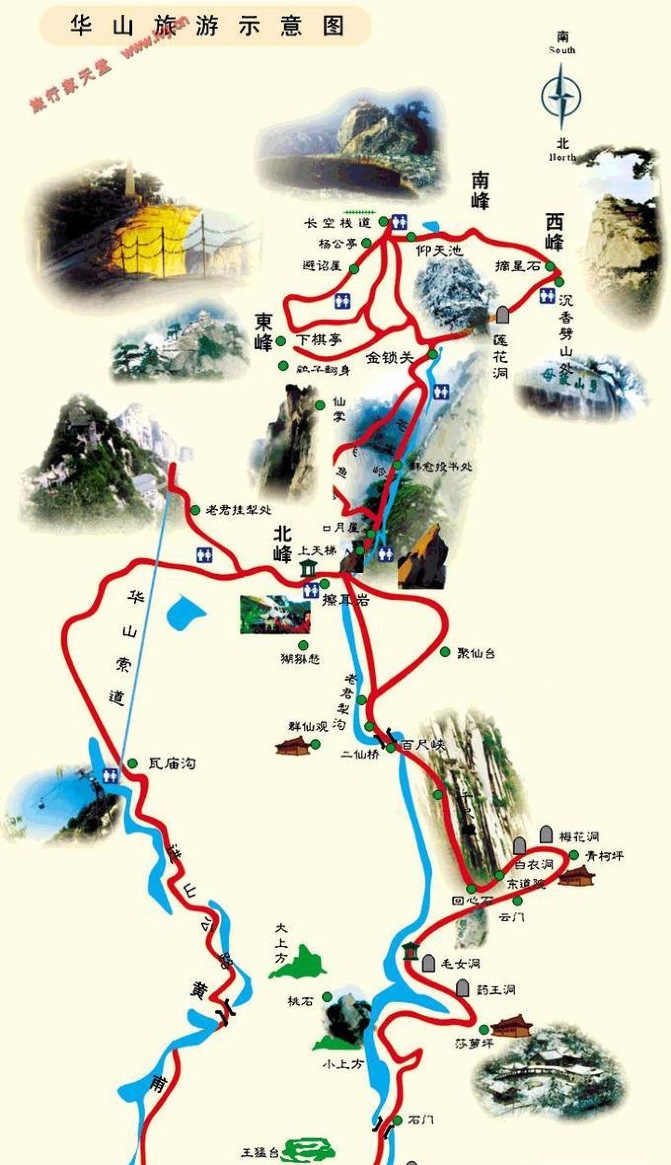 华山旅游示意图
旅行家天堂 www.lvjj.cn
南
South
北
North
南峰
西峰
长空栈道
杨公亭
避诏崖
仰天池
摘星石
沉香劈山处
莲花洞
東峰
下棋亭
鹞子翻身
金锁关
仙掌
苍
岭
鱼
韩愈投书处
老君挂犁处
日月崖
北峰
上天梯
擦耳岩
华山索道
猢狲愁
聚仙台
老君犁沟
群仙观
二仙桥
百尺峡
瓦庙沟
千尺
梅花洞
白衣洞
青柯坪
东道院
回心石
云门
进山公路
大上方
毛女洞
药王洞
黄
甫
桃石
莎萝坪
小上方
石门
王猛台